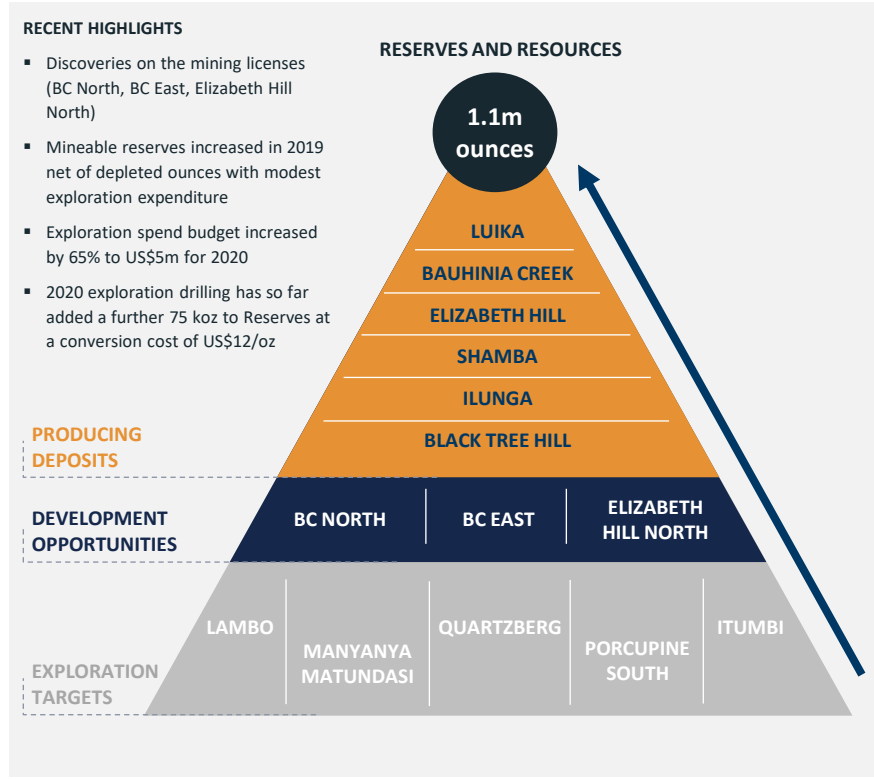 RECENT HIGHLIGHTS
▪ Discoveries on the mining licenses
(BC North, BC East, Elizabeth Hill
North)
▪ Mineable reserves increased in 2019
net of depleted ounces with modest
exploration expenditure
▪ Exploration spend budget increased
by 65% to US$5m for 2020
▪ 2020 exploration drilling has so far
added a further 75 koz to Reserves at
a conversion cost of US$12/oz
RESERVES AND RESOURCES
1.1m
ounces
LUIKA
BAUHINIA CREEK
ELIZABETH HILL
SHAMBA
ILUNGA
BLACK TREE HILL
PRODUCING
DEPOSITS
DEVELOPMENT
OPPORTUNITIES
BC NORTH
BC EAST
ELIZABETH
HILL NORTH
EXPLORATION
TARGETS
LAMBO
MANYANYA
MATUNDASI
QUARTZBERG
PORCUPINE
SOUTH
ITUMBI